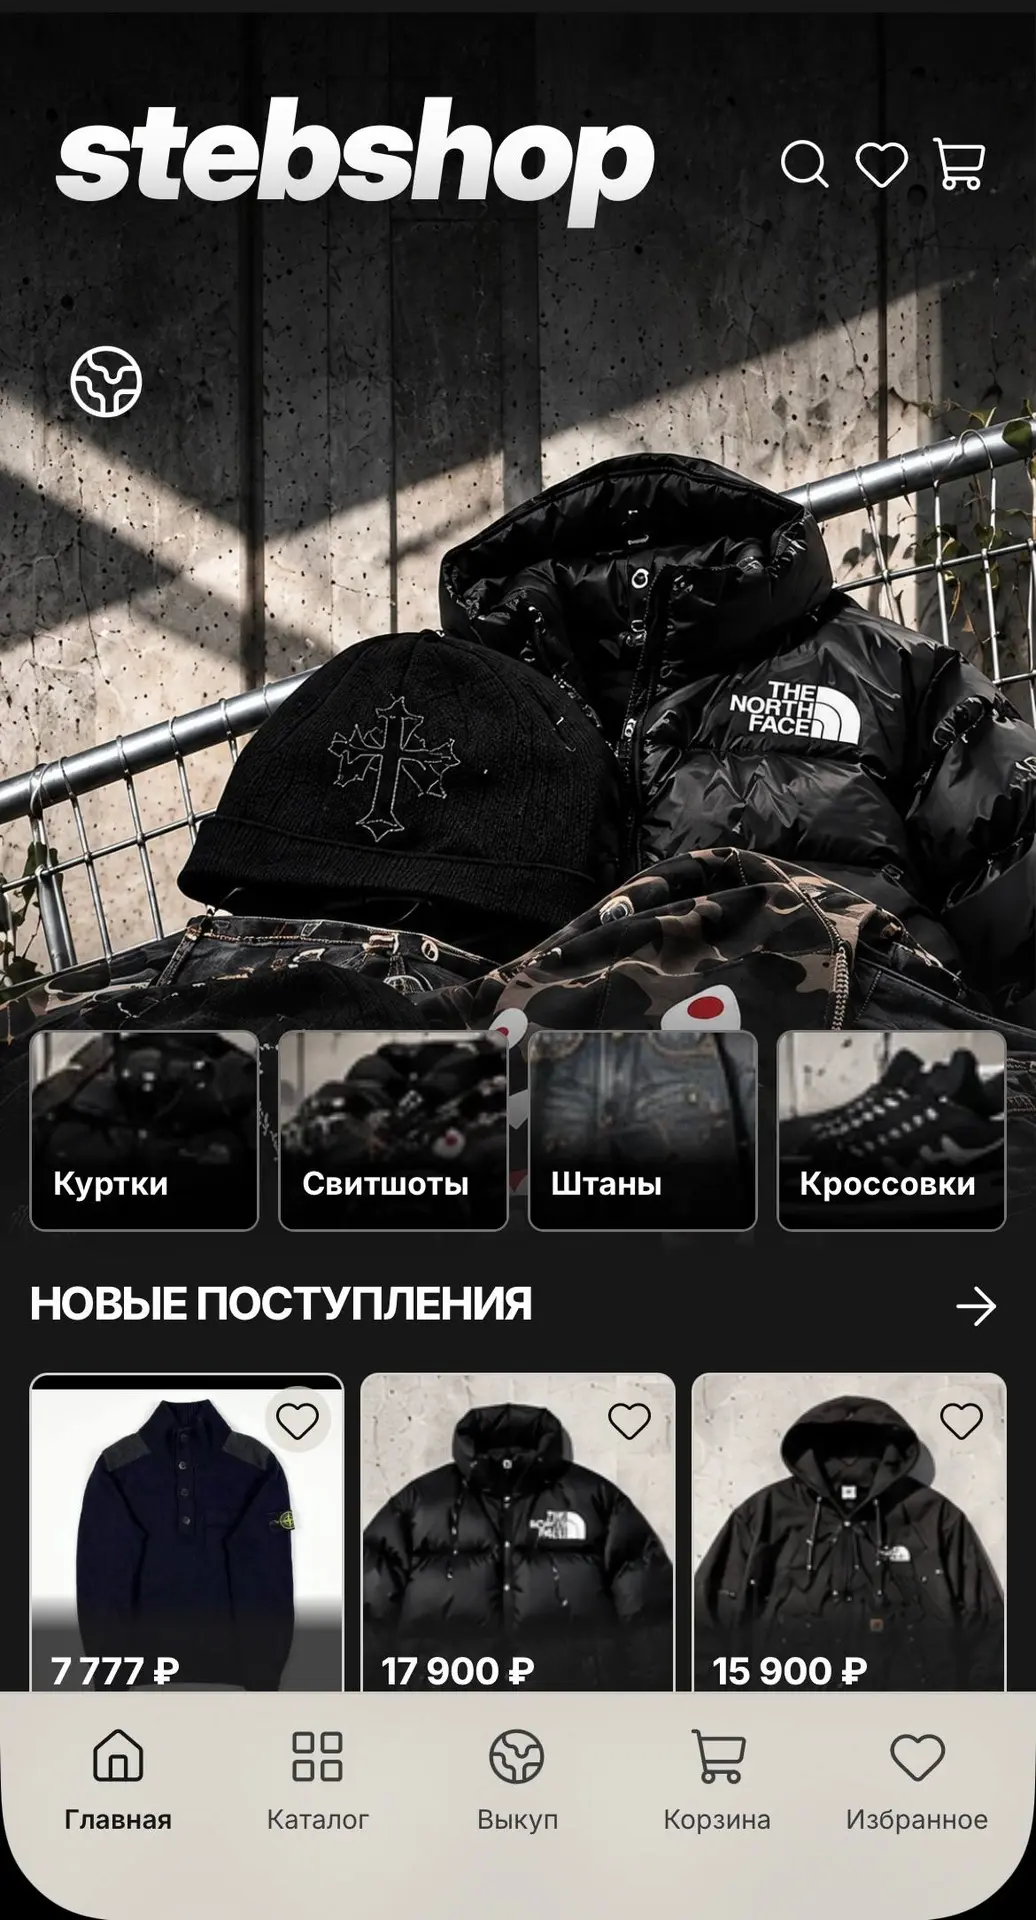 stebshop
THE
NORTH
FACE
Куртки
Свитшоты
Штаны
Кроссовки
НОВЫЕ ПОСТУПЛЕНИЯ
7 777 ₽
17 900 ₽
15 900 ₽
Главная
Каталог
Выкуп
Корзина
Избранное